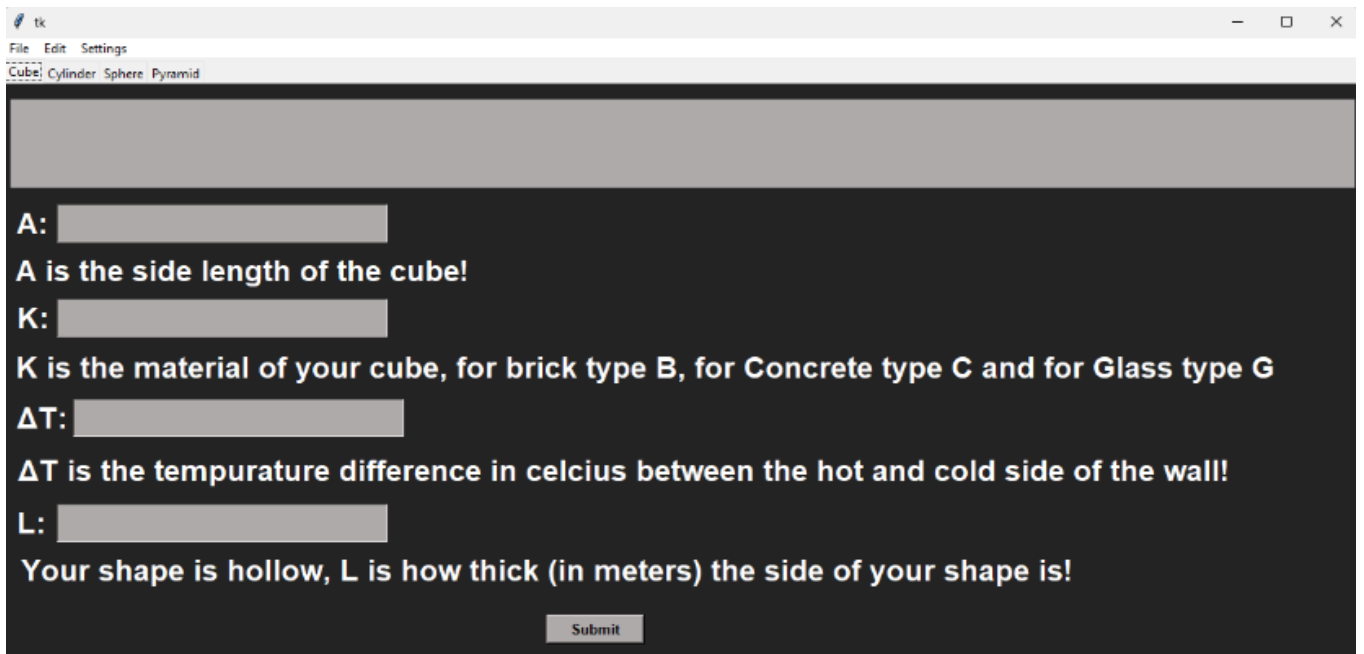 tk
File Edit Settings
Cube Cylinder Sphere Pyramid
A:
A is the side length of the cube!
K:
K is the material of your cube, for brick type B, for Concrete type C and for Glass type G
ΔT:
ΔT is the tempurature difference in celcius between the hot and cold side of the wall!
L:
Your shape is hollow, L is how thick (in meters) the side of your shape is!
Submit